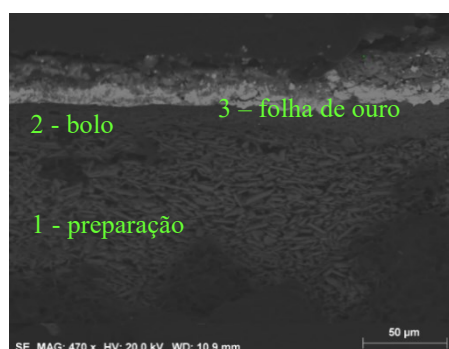 3 – folha de ouro
2 - bolo
1 - preparação
50 µm
SE MAG: 470 x HV: 20.0 kV WD: 10.9 mm